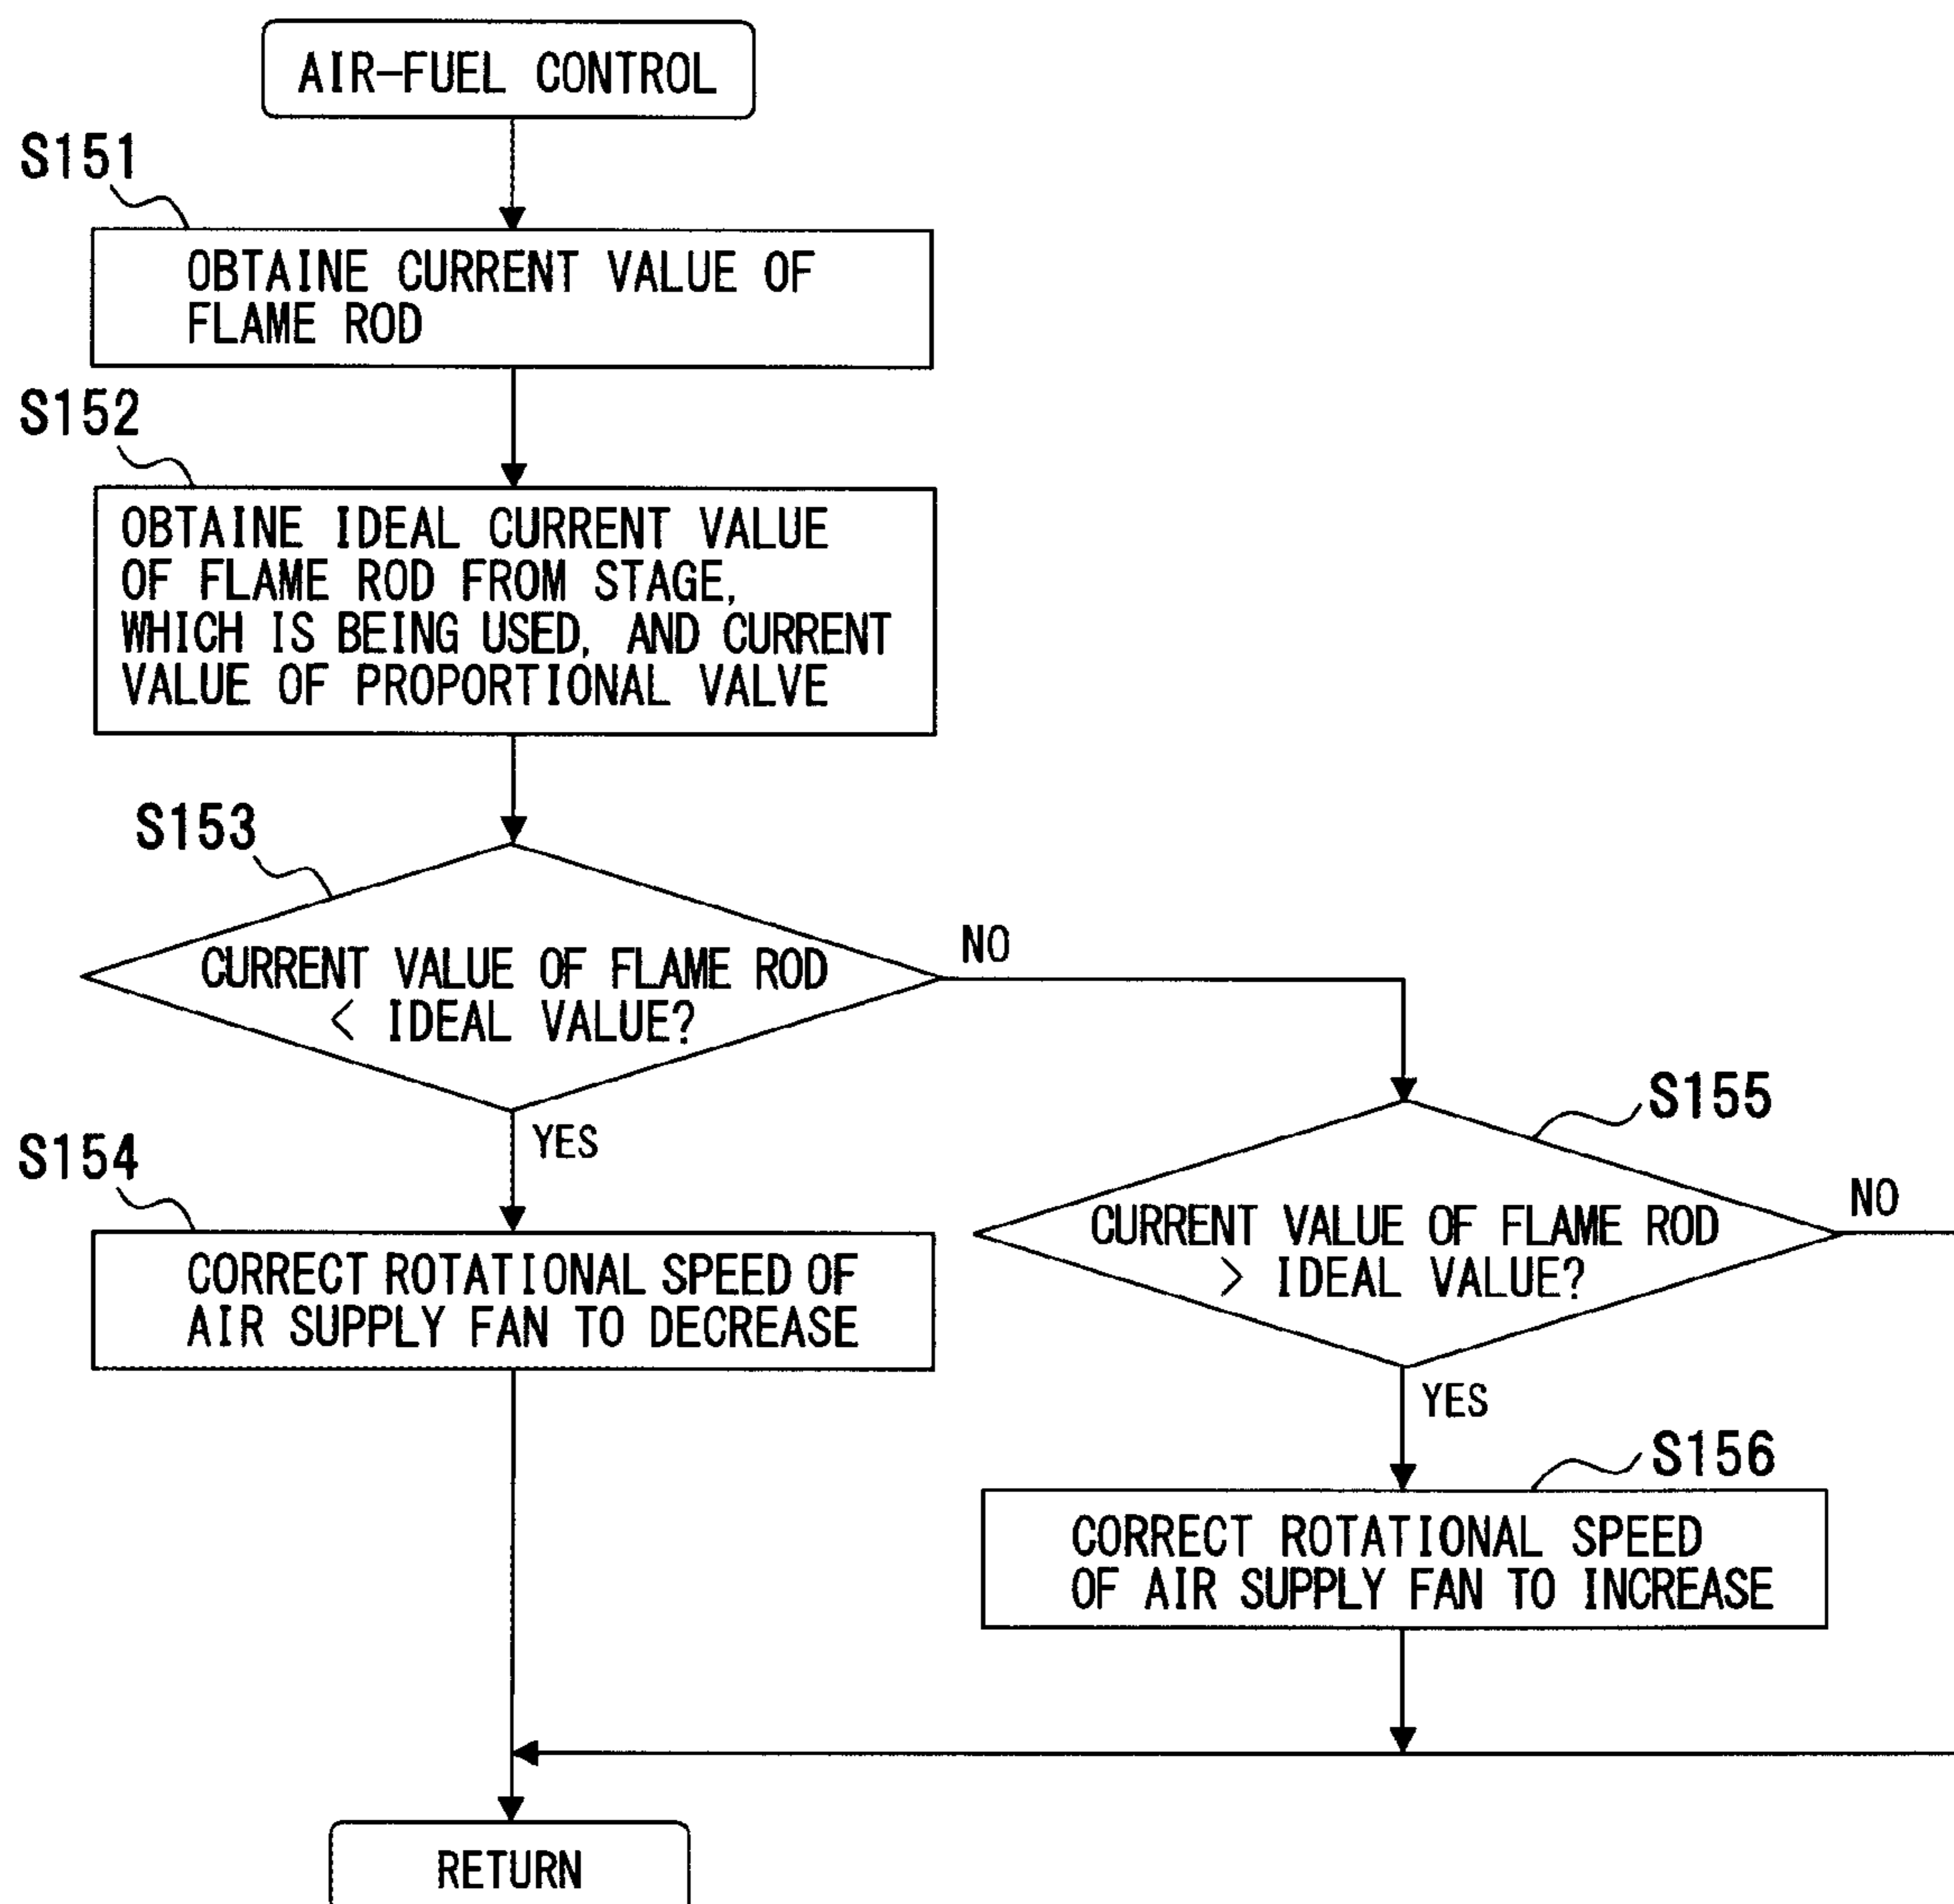 AIR-FUEL CONTROL
S151
OBTAINE CURRENT VALUE OF
FLAME ROD
S152
OBTAINE IDEAL CURRENT VALUE
OF FLAME ROD FROM STAGE,
WHICH IS BEING USED, AND CURRENT
VALUE OF PROPORTIONAL VALVE
S153
CURRENT VALUE OF FLAME ROD
< IDEAL VALUE?
NO
YES
S154
CORRECT ROTATIONAL SPEED OF
AIR SUPPLY FAN TO DECREASE
S155
CURRENT VALUE OF FLAME ROD
> IDEAL VALUE?
NO
YES
S156
CORRECT ROTATIONAL SPEED
OF AIR SUPPLY FAN TO INCREASE
RETURN